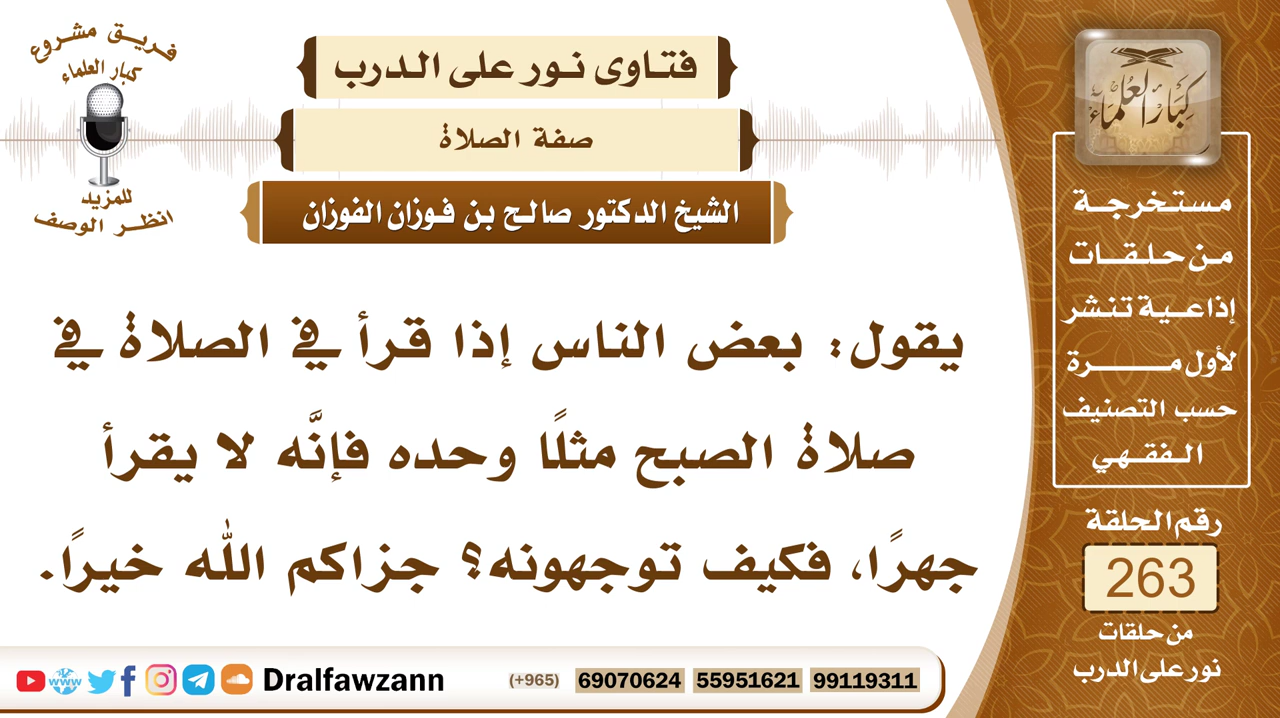 فريق مشروع
كبار العلماء
للمزيد
انظر الوصف
فتاوى نور على الدرب
صفة الصلاة
الشيخ الدكتور صالح بن فوزان الفوزان
يقول: بعض الناس إذا قرأ في الصلاة في
صلاة الصبح مثلًا وحده فإنَّه لا يقرأ
جهرًا، فكيف توجهونه؟ جزاكم الله خيرًا.
كبار العلماء
مستخرجة
من حلقات
إذاعية تنشر
لأول مرة
حسب التصنيف
الفقهي
رقم الحلقة
263
من حلقات
نور على الدرب
www Dralfawzann (+965) 69070624 55951621 99119311